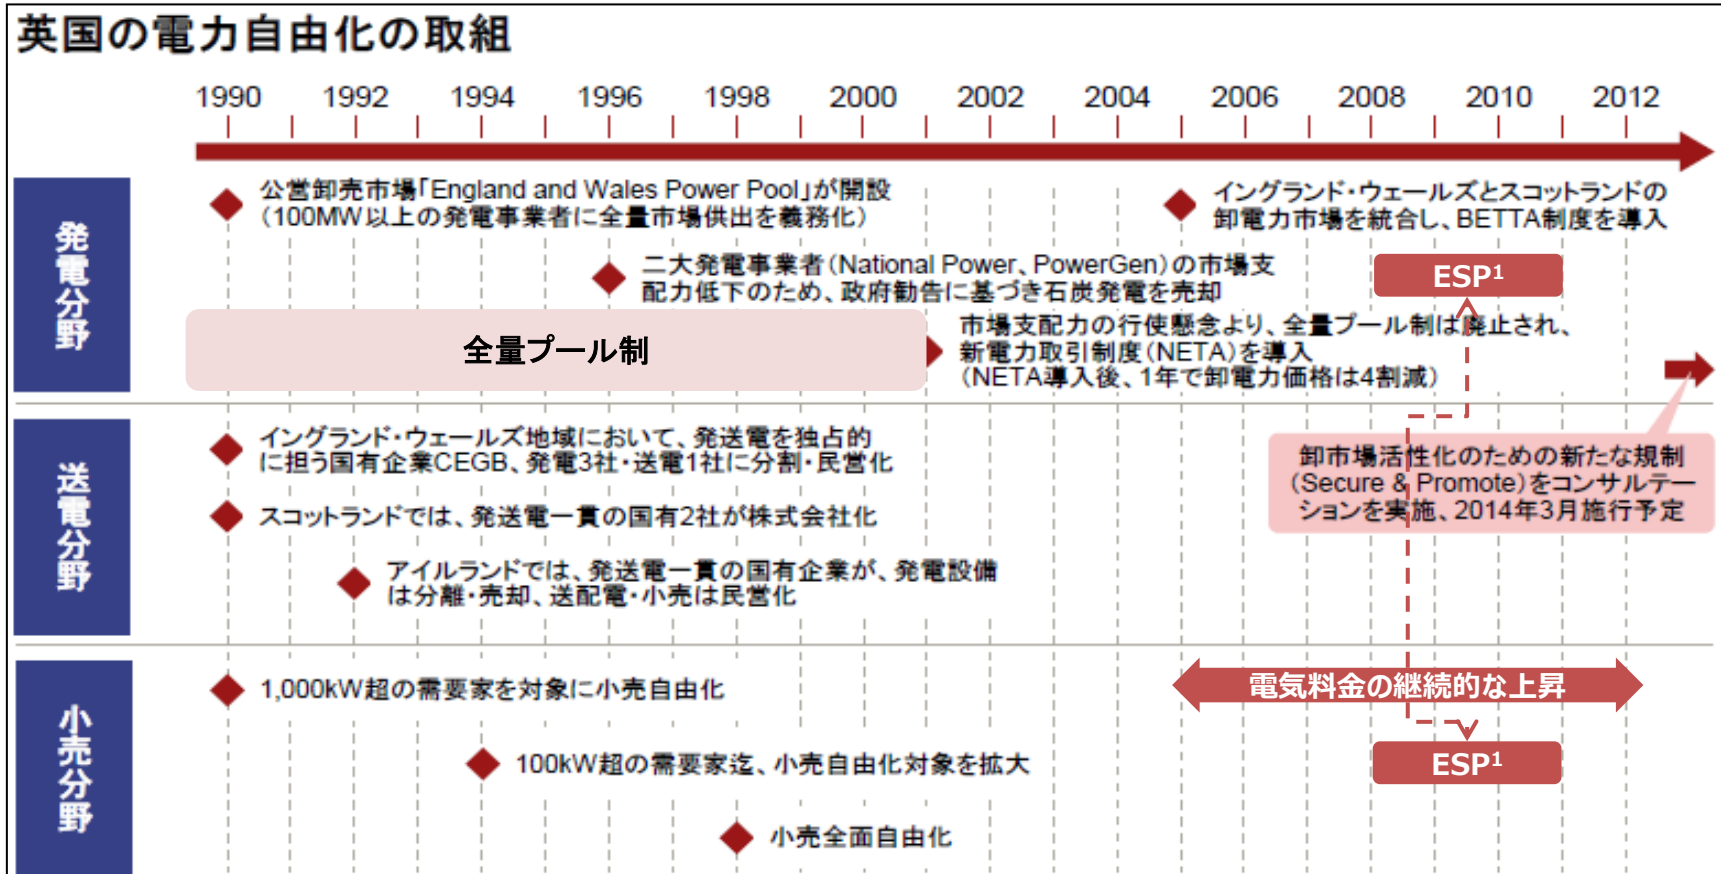 英国の電力自由化の取組
1990 1992 1994 1996 1998 2000 2002 2004 2006 2008 2010 2012
発電分野
公営卸売市場「England and Wales Power Pool」が開設
（100MW以上の発電事業者に全量市場供出を義務化）
イングランド・ウェールズとスコットランドの
卸電力市場を統合し、BETTA制度を導入
二大発電事業者（National Power、PowerGen）の市場支
配力低下のため、政府勧告に基づき石炭発電を売却
ESP1
全量プール制
市場支配力の行使懸念より、全量プール制は廃止され、
新電力取引制度（NETA）を導入
（NETA導入後、1年で卸電力価格は4割減）
送電分野
イングランド・ウェールズ地域において、発送電を独占的
に担う国有企業CEGB、発電3社・送電1社に分割・民営化
卸市場活性化のための新たな規制
（Secure & Promote）をコンサルテー
ションを実施、2014年3月施行予定
スコットランドでは、発送電一貫の国有2社が株式会社化
アイルランドでは、発送電一貫の国有企業が、発電設備
は分離・売却、送配電・小売は民営化
小売分野
1,000kW超の需要家を対象に小売自由化
電気料金の継続的な上昇
100kW超の需要家迄、小売自由化対象を拡大
ESP1
小売全面自由化